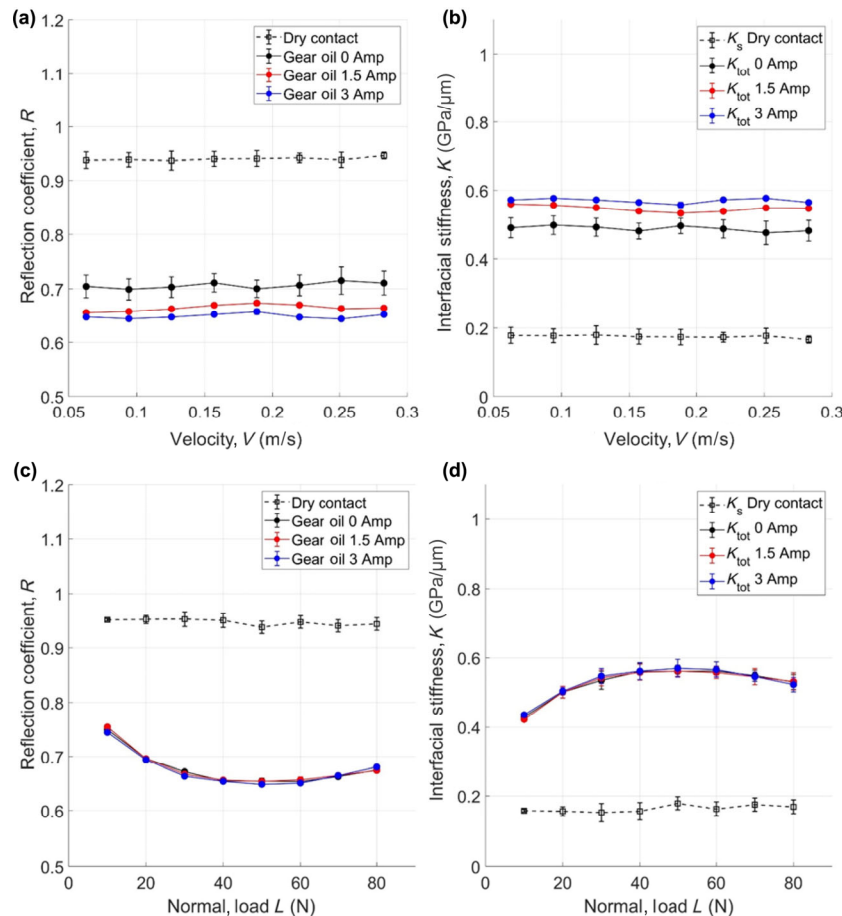 (a)
1.2
1.1
1
0.9
0.8
0.7
0.6
0.5
Reflection coefficient, R
Dry contact
Gear oil 0 Amp
Gear oil 1.5 Amp
Gear oil 3 Amp
0.05 0.1 0.15 0.2 0.25 0.3
Velocity, V (m/s)
(b)
1
0.8
0.6
0.4
0.2
0
Interfacial stiffness, K (GPa/μm)
Ks Dry contact
Ktot 0 Amp
Ktot 1.5 Amp
Ktot 3 Amp
0.05 0.1 0.15 0.2 0.25 0.3
Velocity, V (m/s)
(c)
1.2
1.1
1
0.9
0.8
0.7
0.6
0.5
Reflection coefficient, R
Dry contact
Gear oil 0 Amp
Gear oil 1.5 Amp
Gear oil 3 Amp
0 20 40 60 80
Normal, load L (N)
(d)
1
0.8
0.6
0.4
0.2
0
Interfacial stiffness, K (GPa/μm)
Ks Dry contact
Ktot 0 Amp
Ktot 1.5 Amp
Ktot 3 Amp
0 20 40 60 80
Normal, load L (N)